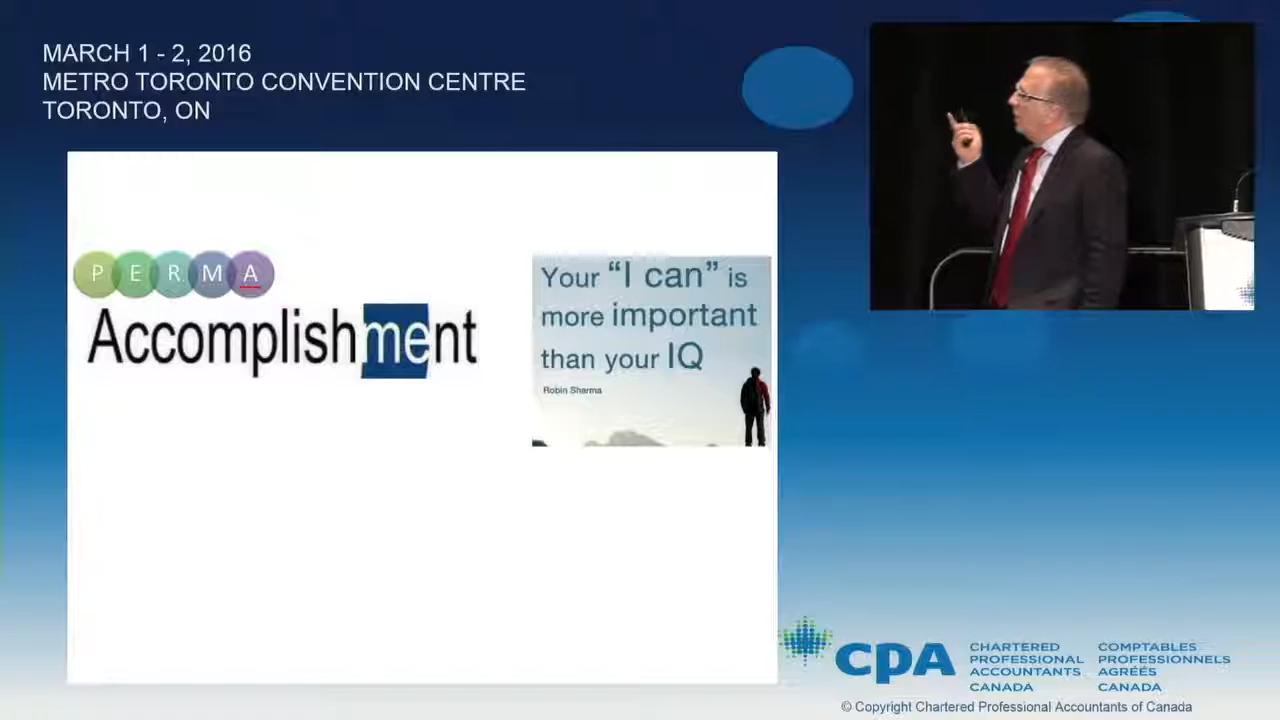 MARCH 1 - 2, 2016
METRO TORONTO CONVENTION CENTRE
TORONTO, ON
P E R M A
Accomplishment
Your “I can” is
more important
than your IQ
Robin Sharma
CPA
CHARTERED
PROFESSIONAL
ACCOUNTANTS
CANADA
COMPTABLES
PROFESSIONNELS
AGRÉÉS
CANADA
© Copyright Chartered Professional Accountants of Canada